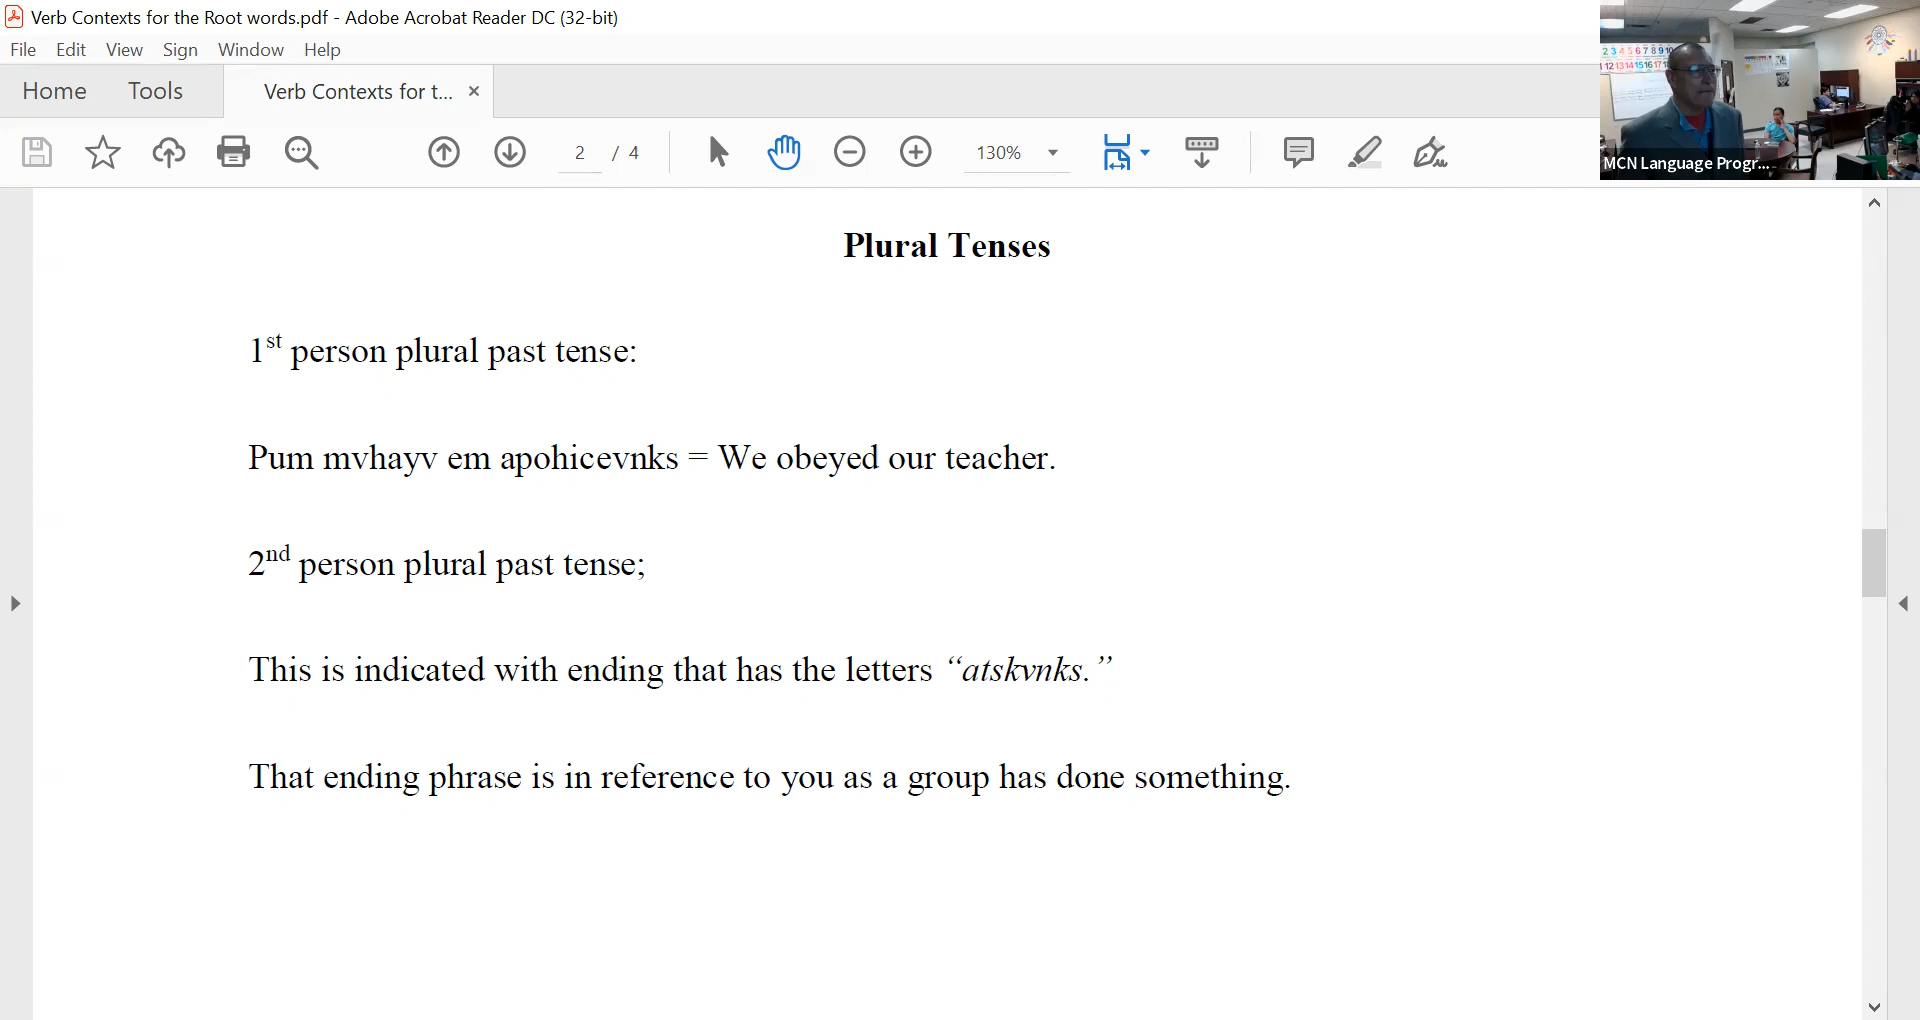 Verb Contexts for the Root words.pdf - Adobe Acrobat Reader DC (32-bit)
File Edit View Sign Window Help
Home Tools Verb Contexts for t... ×
2 / 4 130%
MCN Language Progr...
Plural Tenses
1st person plural past tense:
Pum mvhayv em apohicevnks = We obeyed our teacher.
2nd person plural past tense;
This is indicated with ending that has the letters “atskvnks.”
That ending phrase is in reference to you as a group has done something.